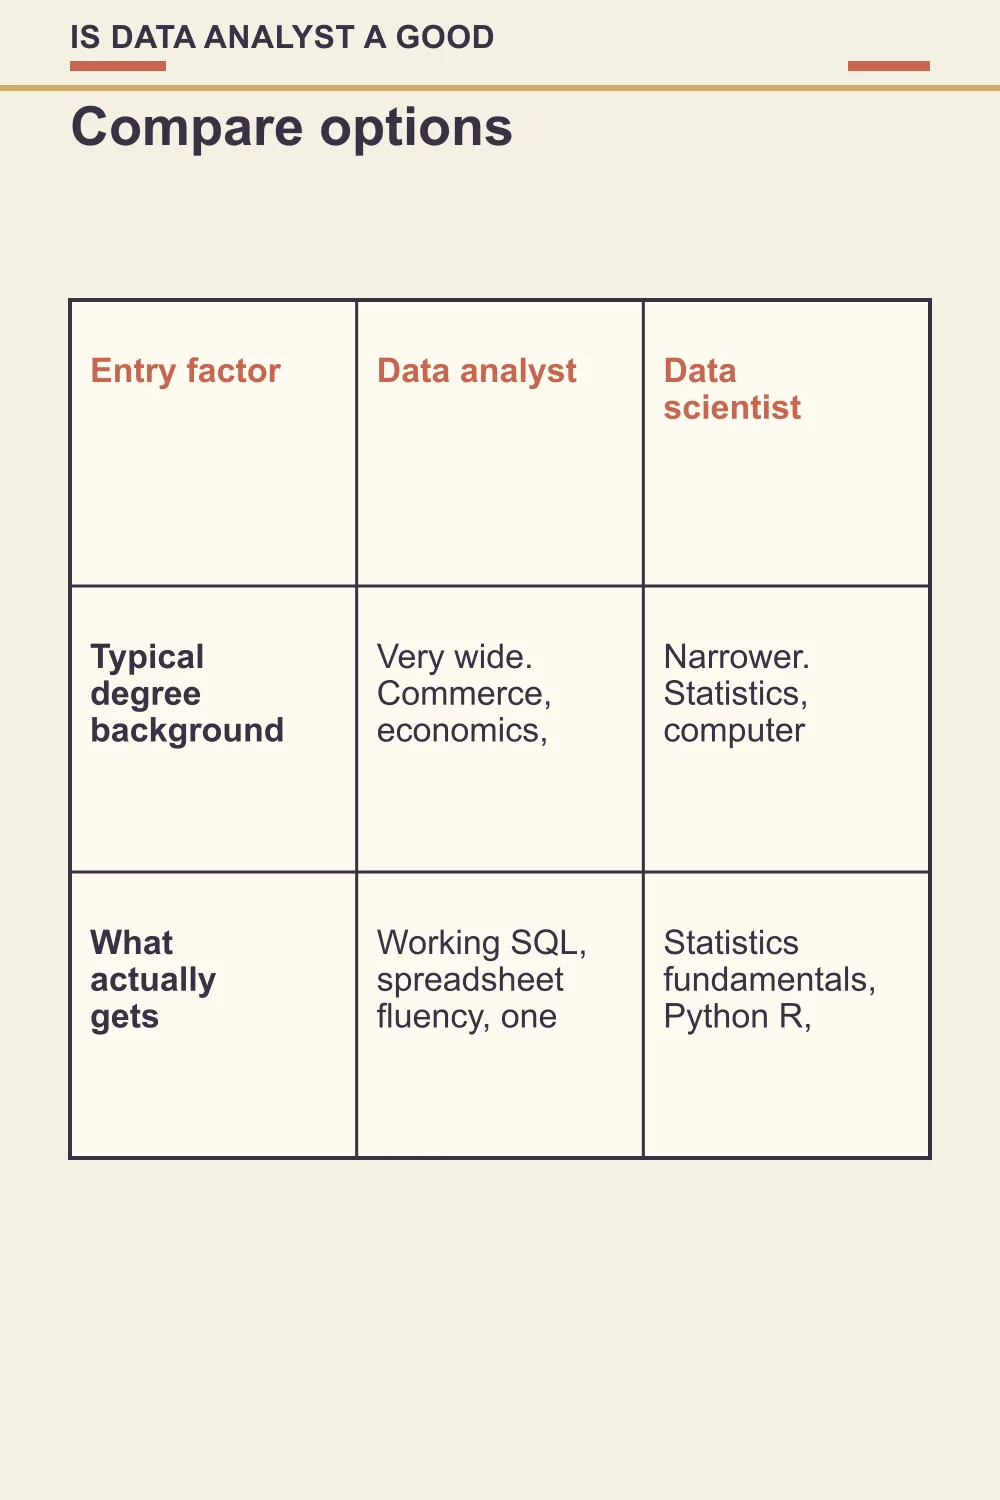 IS DATA ANALYST A GOOD
Compare options
Entry factor
Data analyst
Data
scientist
Typical
degree
background
Very wide.
Commerce,
economics,
Narrower.
Statistics,
computer
What
actually
gets
Working SQL,
spreadsheet
fluency, one
Statistics
fundamentals,
Python R,